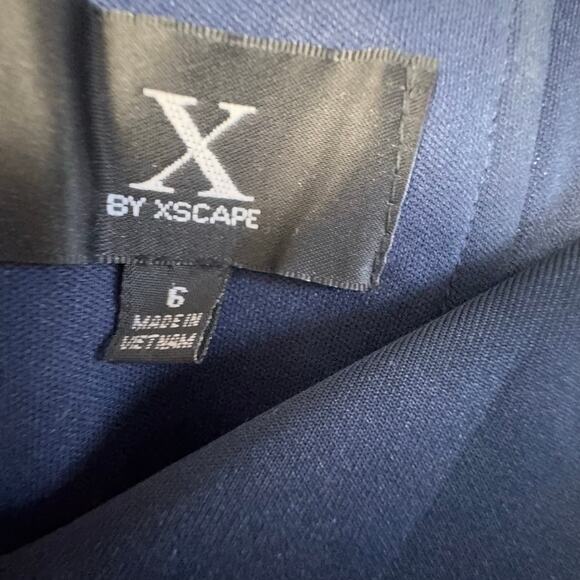 X
BY XSCAPE
6
MADE IN
VIETNAM